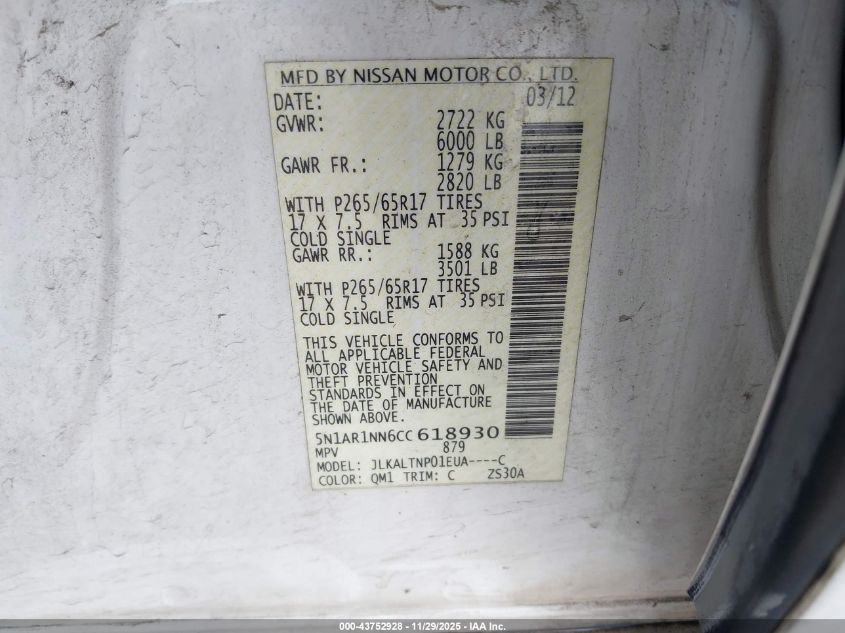 MFD BY NISSAN MOTOR CO., LTD.
DATE: 03/12
GVWR: 2722 KG
6000 LB
GAWR FR.: 1279 KG
2820 LB
WITH P265/65R17 TIRES
17 X 7.5 RIMS AT 35 PSI
COLD SINGLE
GAWR RR.: 1588 KG
3501 LB
WITH P265/65R17 TIRES
17 X 7.5 RIMS AT 35 PSI
COLD SINGLE
THIS VEHICLE CONFORMS TO
ALL APPLICABLE FEDERAL
MOTOR VEHICLE SAFETY AND
THEFT PREVENTION
STANDARDS IN EFFECT ON
THE DATE OF MANUFACTURE
SHOWN ABOVE.
5N1AR1NN6CC618930
MPV 879
MODEL: JLKALTNP01EUA----C
COLOR: QM1 TRIM: C ZS30A
000-43752928 - 11/29/2025 - IAA Inc.